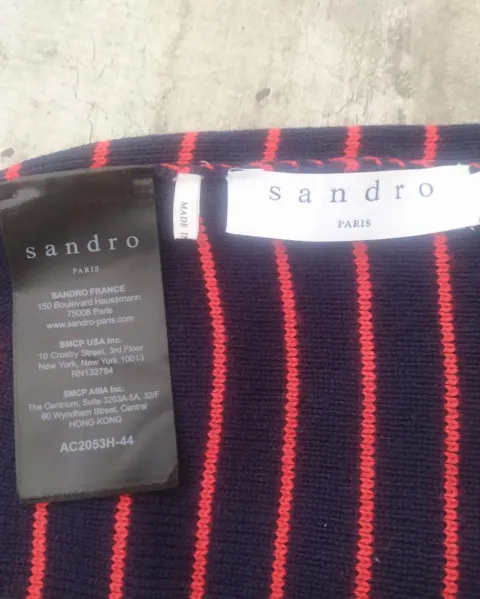 sandro
PARIS
SANDRO FRANCE
150 Boulevard Haussmann
75008 Paris
www.sandro-paris.com
SMCP USA Inc.
10 Crosby Street, 3rd Floor
New York, New York 10013
RN132784
SMCP ASIA Inc.
The Centrium, Suite 3203A-5A, 32/F
60 Wyndham Street, Central
HONG-KONG
AC2053H-44
MADE
sandro
PARIS